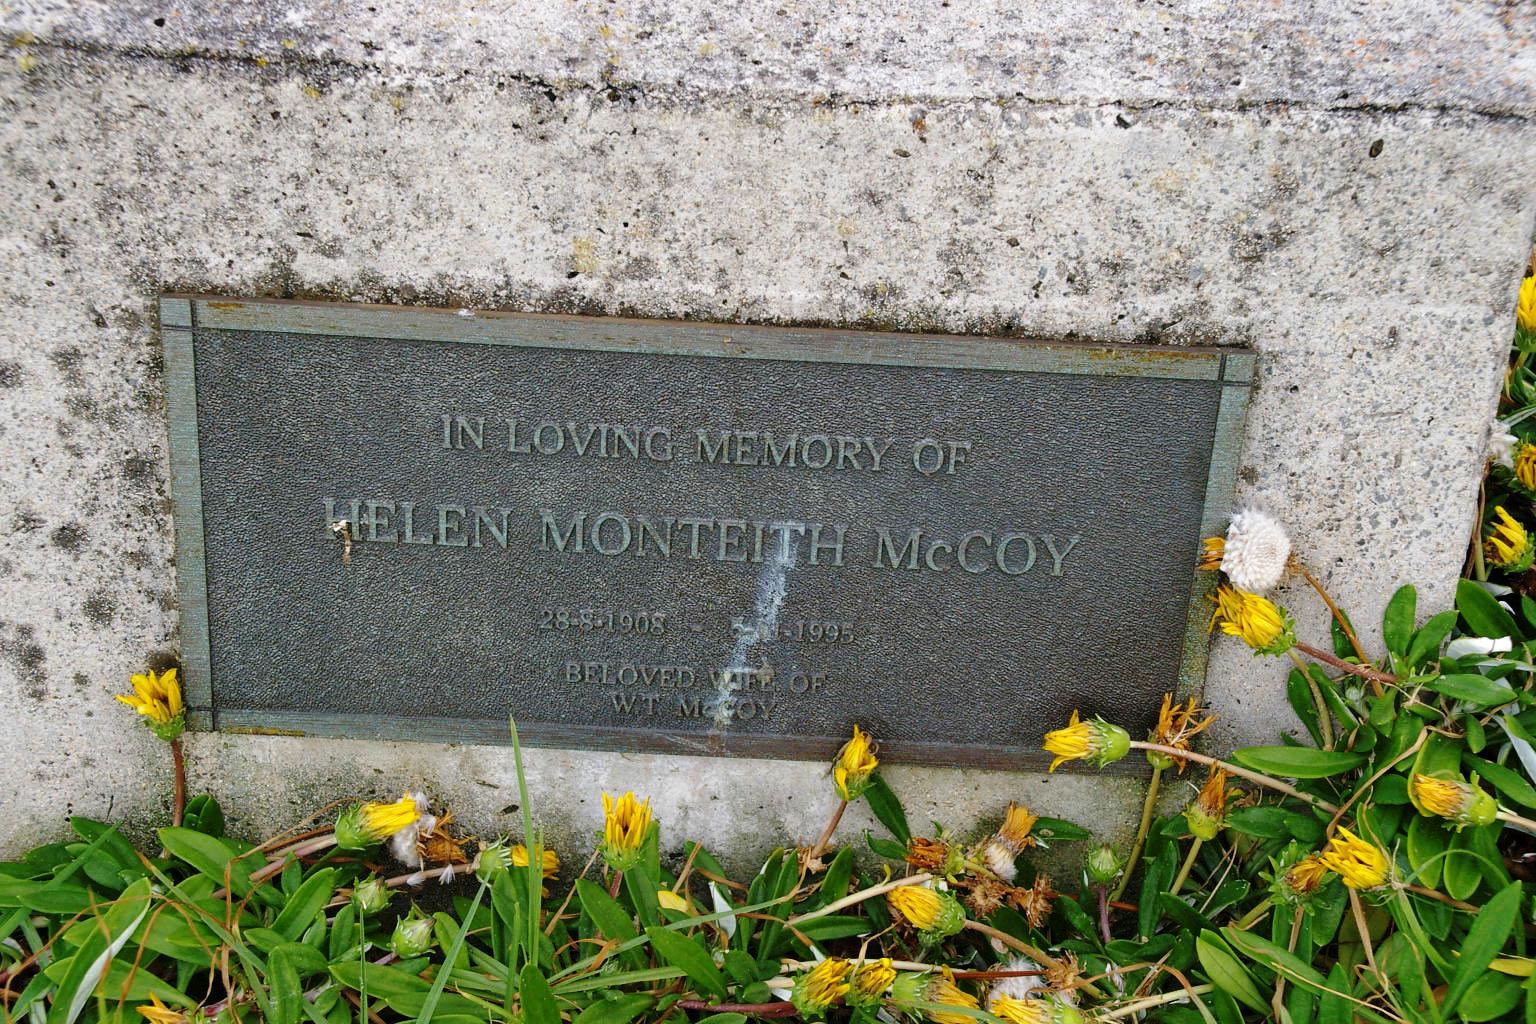 IN LOVING MEMORY OF
HELEN MONTEITH McCOY
28-8-1908 - 1995
BELOVED WIFE OF
W.T. McCOY